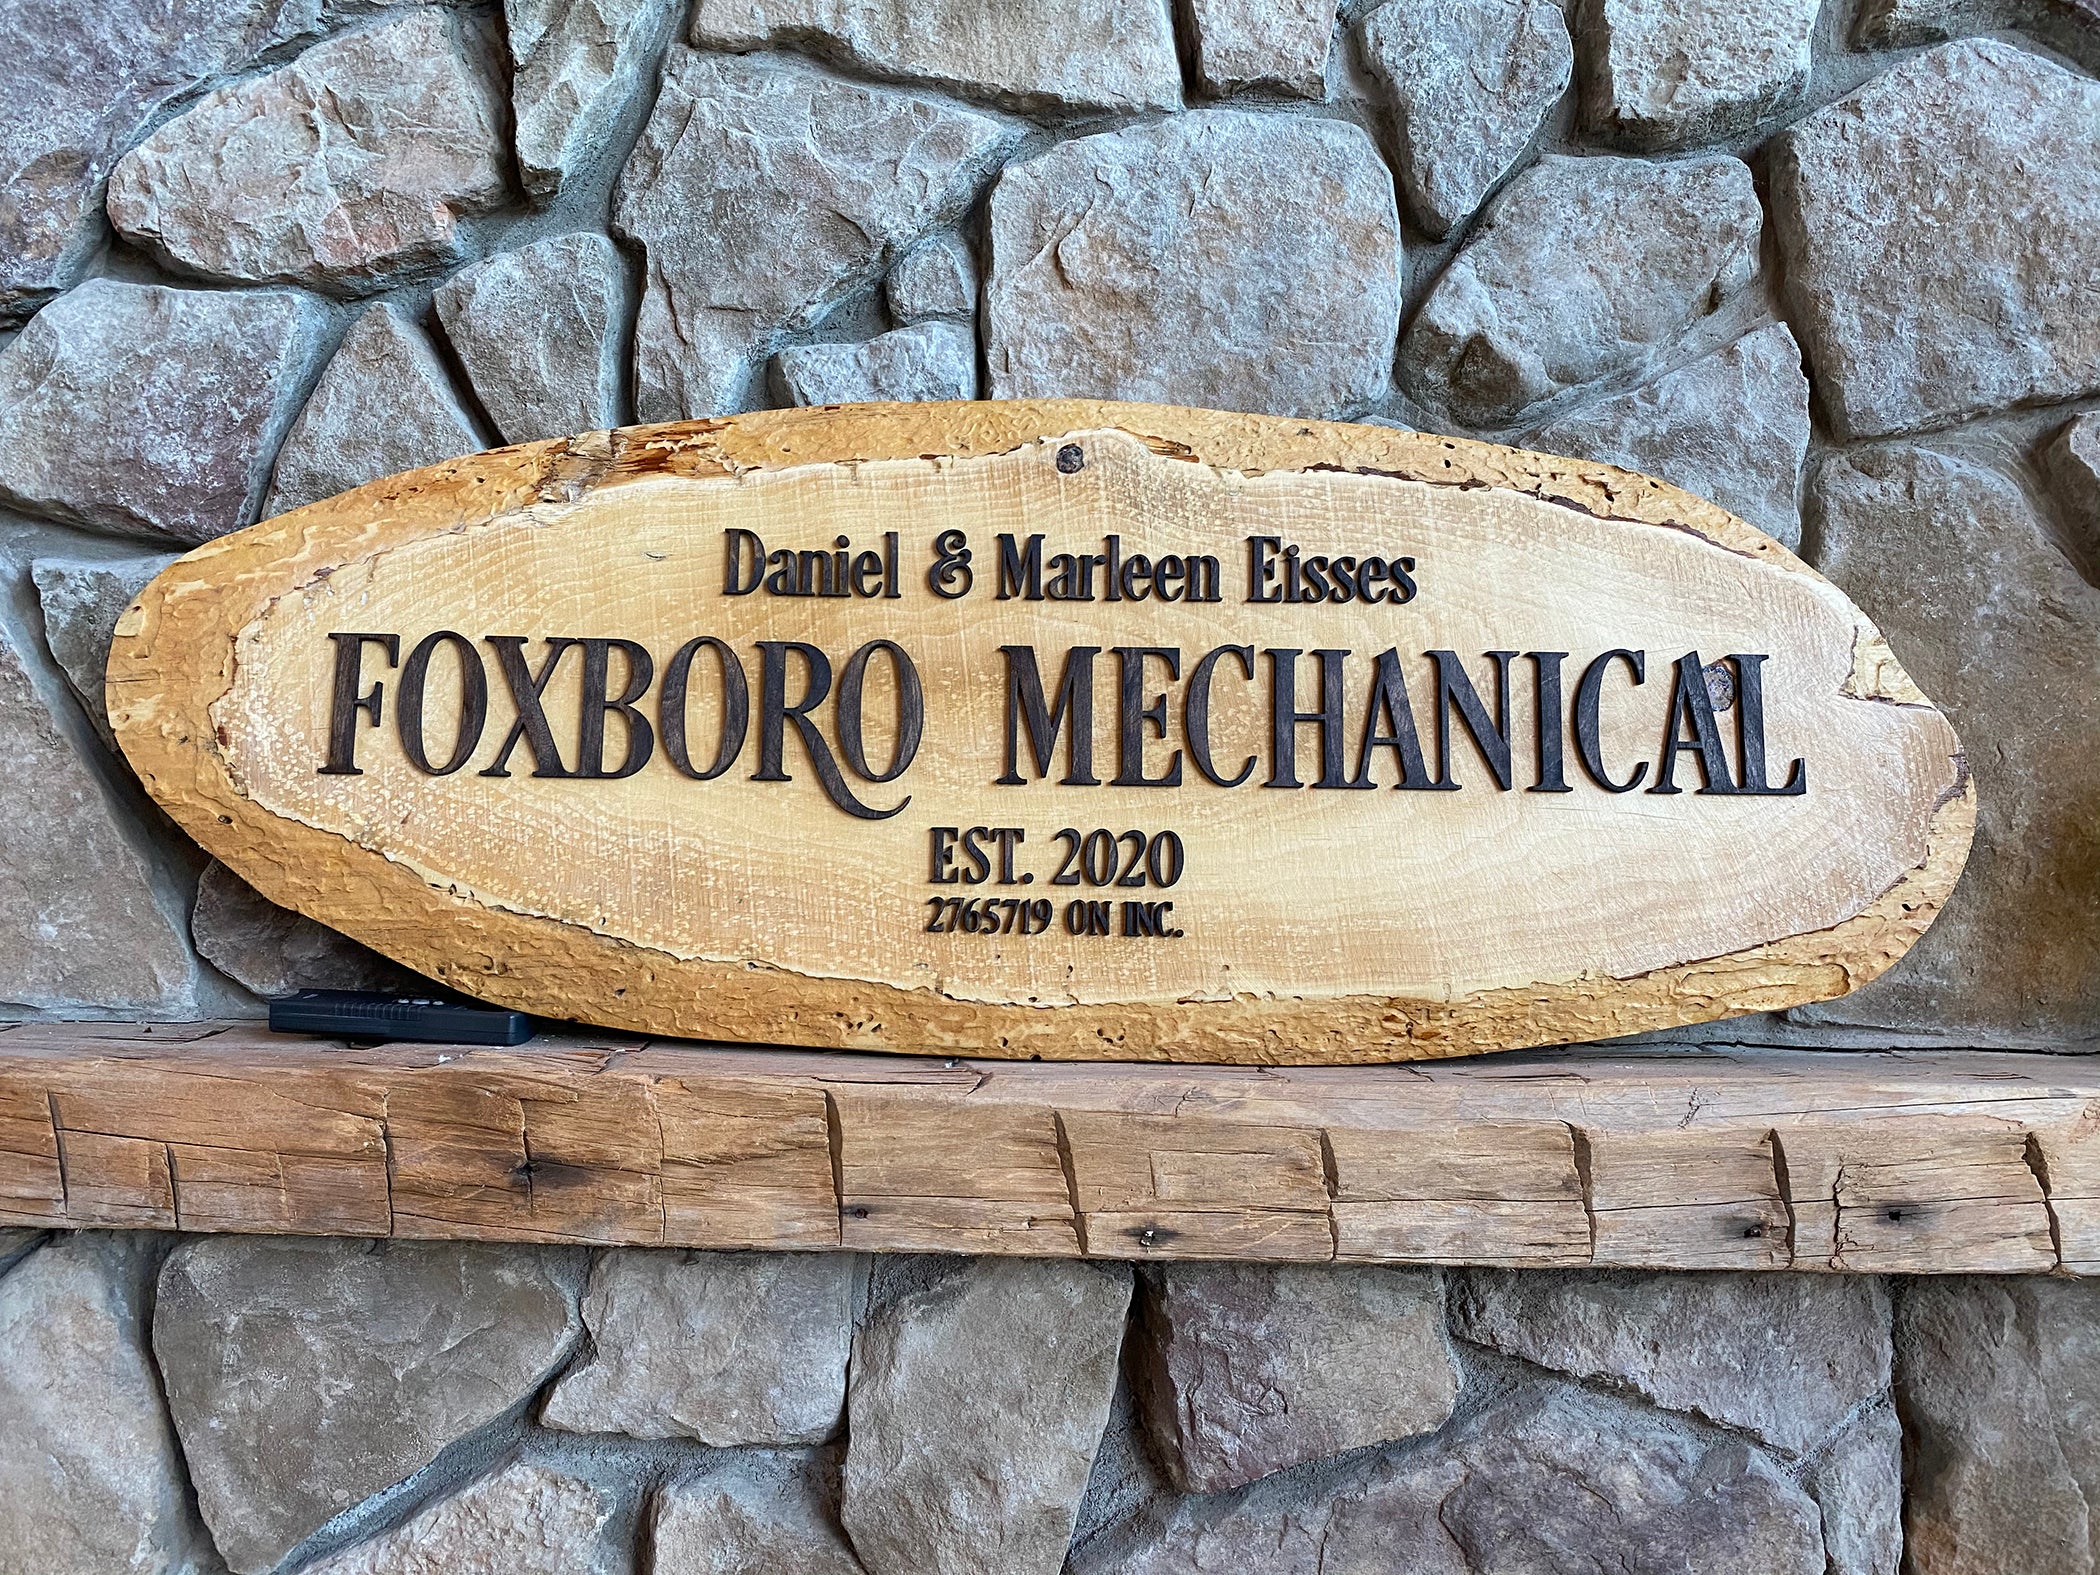 Daniel & Marleen Eisses
FOXBORO MECHANICAL
EST. 2020
2765719 ON INC.